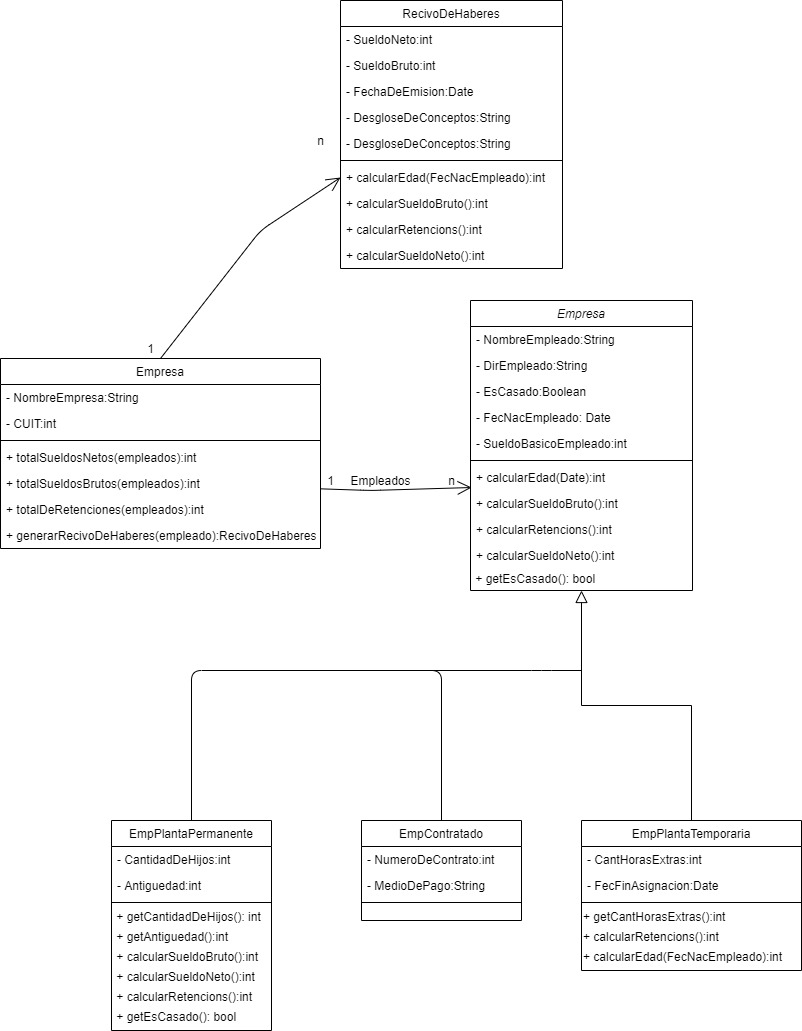 RecivoDeHaberes
- SueldoNeto:int
- SueldoBruto:int
- FechaDeEmision:Date
- DesgloseDeConceptos:String
- DesgloseDeConceptos:String
n
+ calcularEdad(FecNacEmpleado):int
+ calcularSueldoBruto():int
+ calcularRetencions():int
+ calcularSueldoNeto():int
1
Empresa
- NombreEmpresa:String
- CUIT:int
+ totalSueldosNetos(empleados):int
+ totalSueldosBrutos(empleados):int
+ totalDeRetenciones(empleados):int
+ generarRecivoDeHaberes(empleado):RecivoDeHaberes
1 Empleados n
Empresa
- NombreEmpleado:String
- DirEmpleado:String
- EsCasado:Boolean
- FecNacEmpleado: Date
- SueldoBasicoEmpleado:int
+ calcularEdad(Date):int
+ calcularSueldoBruto():int
+ calcularRetencions():int
+ calcularSueldoNeto():int
+ getEsCasado(): bool
EmpPlantaPermanente
- CantidadDeHijos:int
- Antiguedad:int
+ getCantidadDeHijos(): int
+ getAntiguedad():int
+ calcularSueldoBruto():int
+ calcularSueldoNeto():int
+ calcularRetencions():int
+ getEsCasado(): bool
EmpContratado
- NumeroDeContrato:int
- MedioDePago:String
EmpPlantaTemporaria
- CantHorasExtras:int
- FecFinAsignacion:Date
+ getCantHorasExtras():int
+ calcularRetencions():int
+ calcularEdad(FecNacEmpleado):int